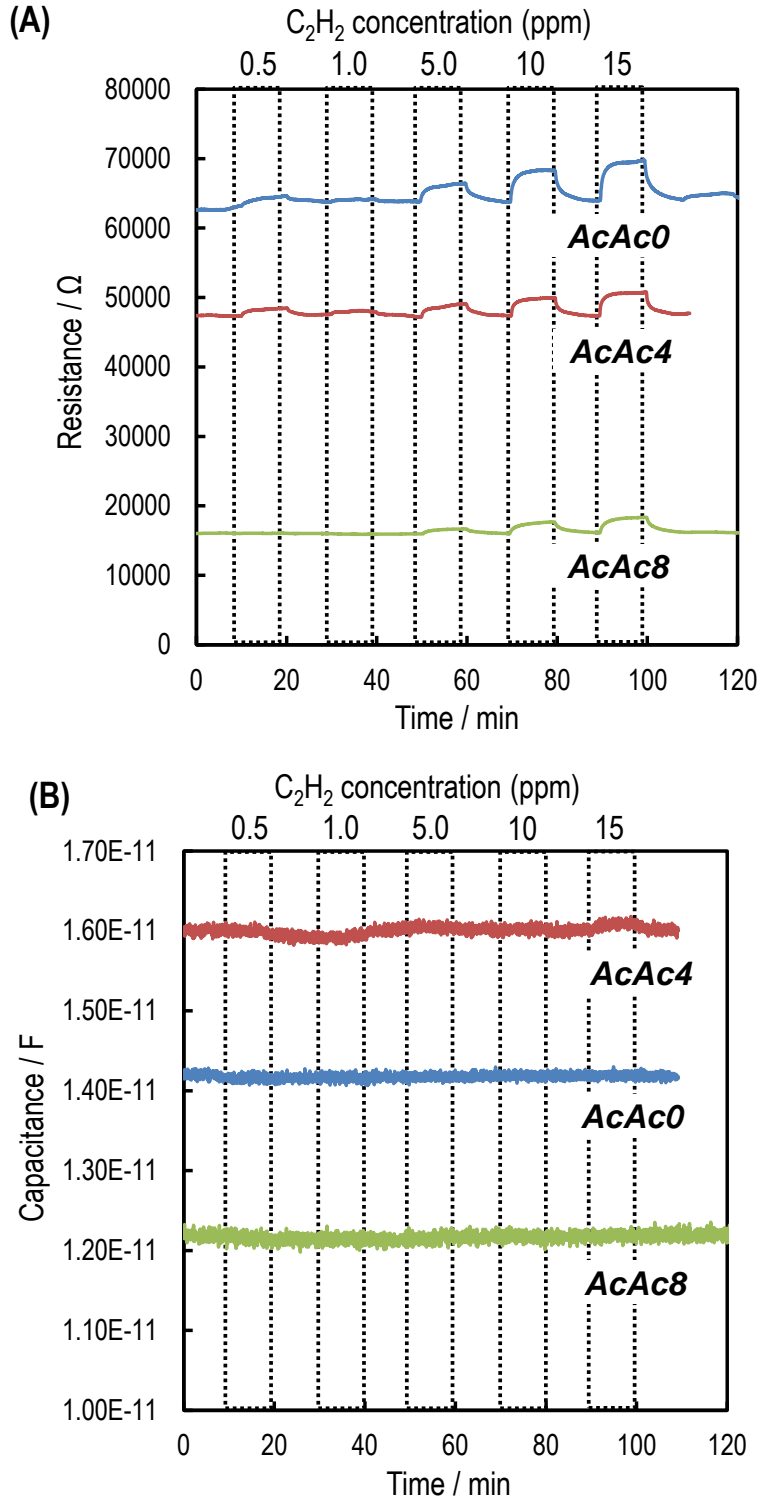 (A)
C₂H₂ concentration (ppm)
0.5 1.0 5.0 10 15
80000
70000
60000
50000
40000
30000
20000
10000
0
Resistance / Ω
AcAc0
AcAc4
AcAc8
0 20 40 60 80 100 120
Time / min
(B)
C₂H₂ concentration (ppm)
0.5 1.0 5.0 10 15
1.70E-11
1.60E-11
1.50E-11
1.40E-11
1.30E-11
1.20E-11
1.10E-11
1.00E-11
Capacitance / F
AcAc4
AcAc0
AcAc8
0 20 40 60 80 100 120
Time / min